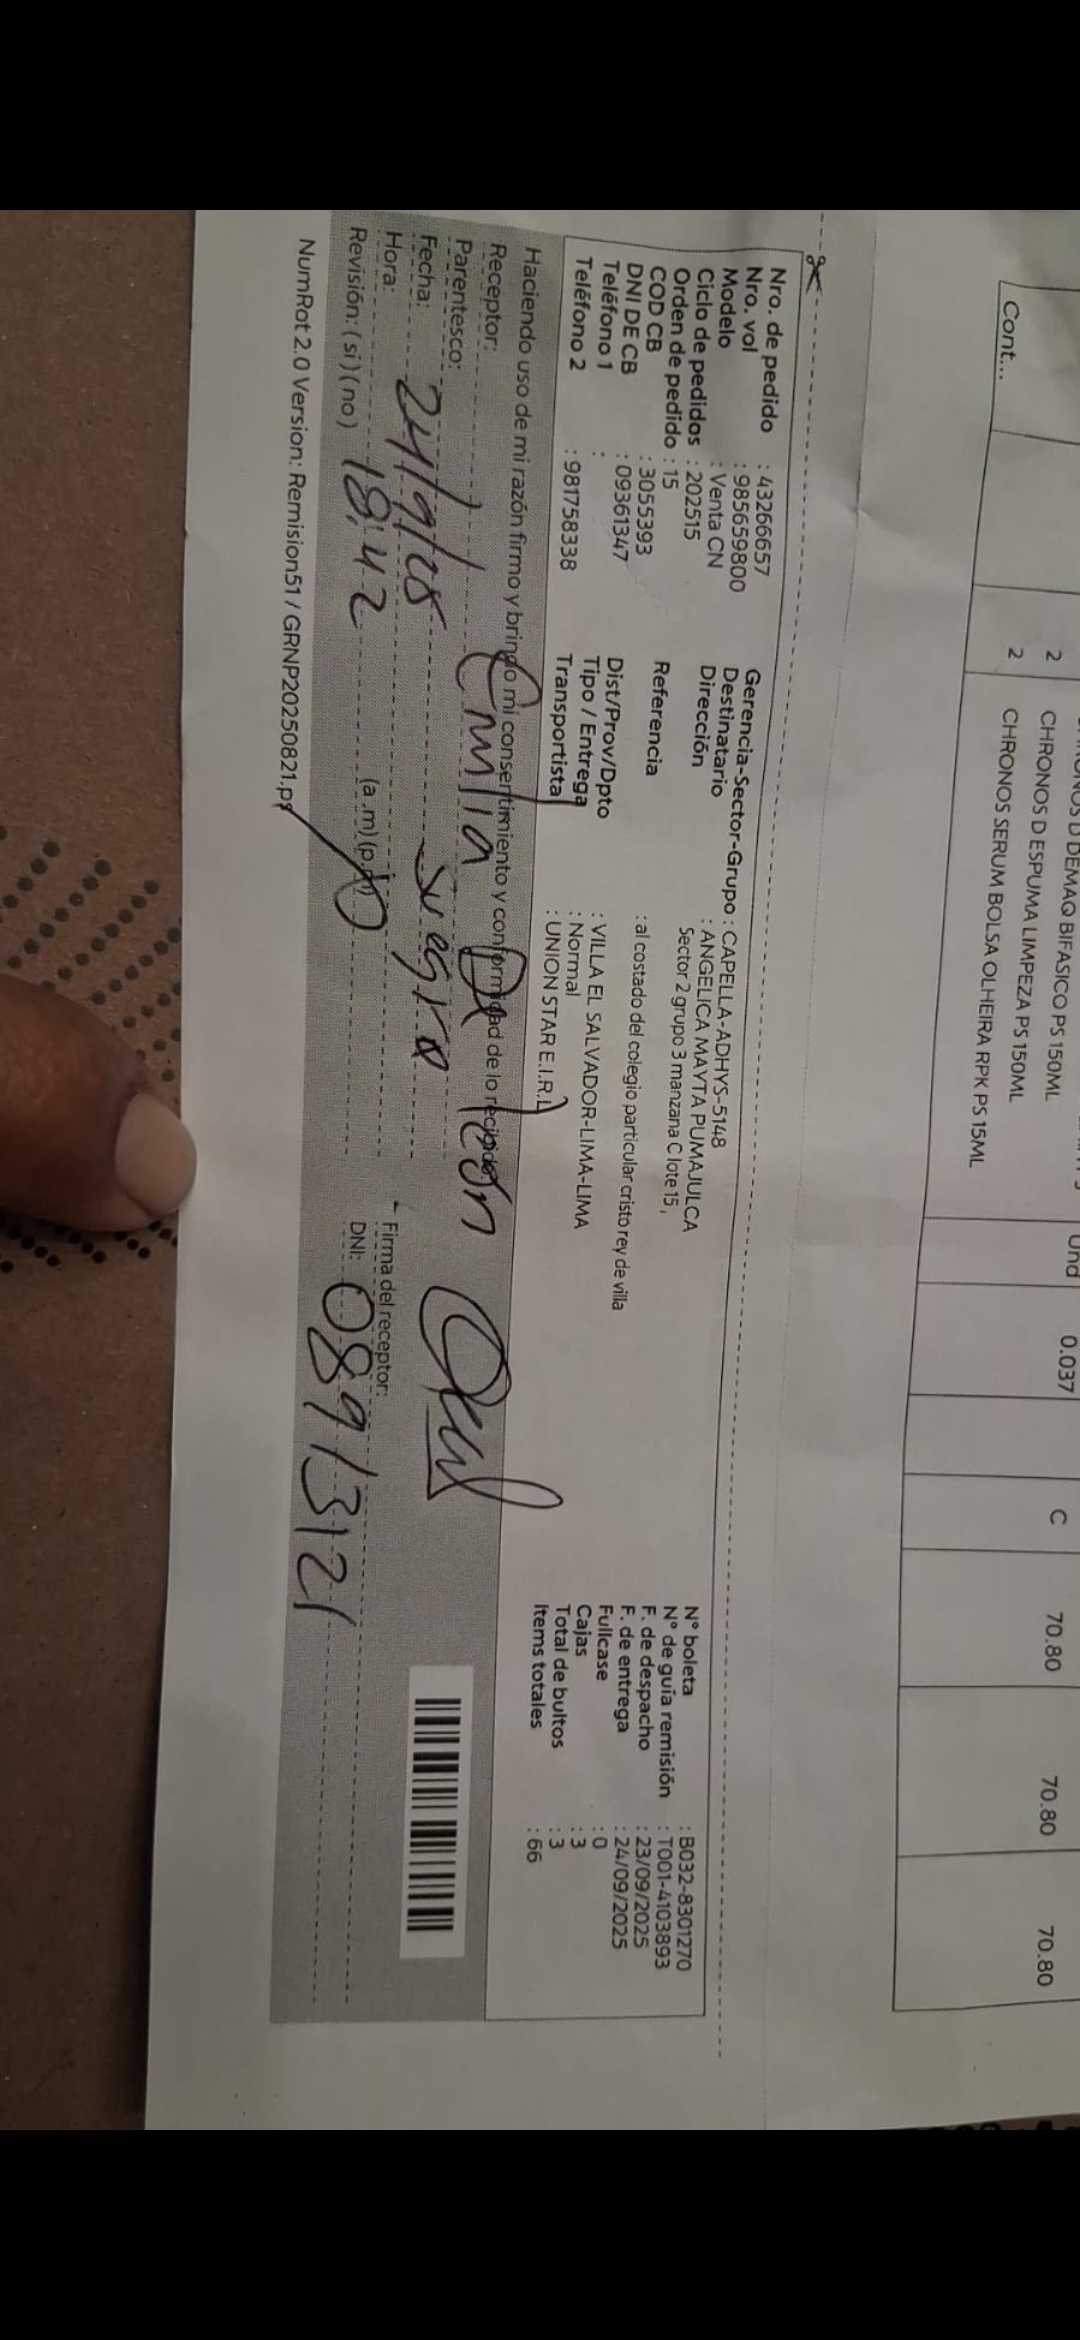 D DEMAQ BIFASICO PS 150ML
Und
0.037
C
70.80
70.80
70.80
2 CHRONOS D ESPUMA LIMPEZA PS 150ML
2 CHRONOS SERUM BOLSA OLHEIRA RPK PS 15ML
Cont...
Nro. de pedido : 43266657
Nro. vol : 985659800
Modelo : Venta CN
Ciclo de pedidos : 202515
Orden de pedido : 15
COD CB : 3055393
DNI DE CB : 09361347
Teléfono 1 :
Teléfono 2 : 981758338
Gerencia-Sector-Grupo : CAPELLA-ADHYS-5148
Destinatario : ANGELICA MAYTA PUMAJULCA
Dirección Sector 2 grupo 3 manzana C lote 15 ,
Referencia : al costado del colegio particular cristo rey de villa
Dist/Prov/Dpto : VILLA EL SALVADOR-LIMA-LIMA
Tipo / Entrega : Normal
Transportista : UNION STAR E.I.R.L
N° boleta : B032-8301270
N° de guía remisión : T001-4103893
F. de despacho : 23/09/2025
F. de entrega : 24/09/2025
Fullcase : 0
Cajas : 3
Total de bultos : 3
Items totales : 66
Haciendo uso de mi razón firmo y brindo mi consentimiento y conformidad de lo recibido
Receptor: Emilia De León
Parentesco: Suegra
Fecha: 24/9/25
Hora: 18:42 (a.m) (p.m)
Revisión: ( si ) ( no )
Firma del receptor:
DNI: 08913121
NumRot 2.0 Version: Remision51 / GRNP20250821.pf